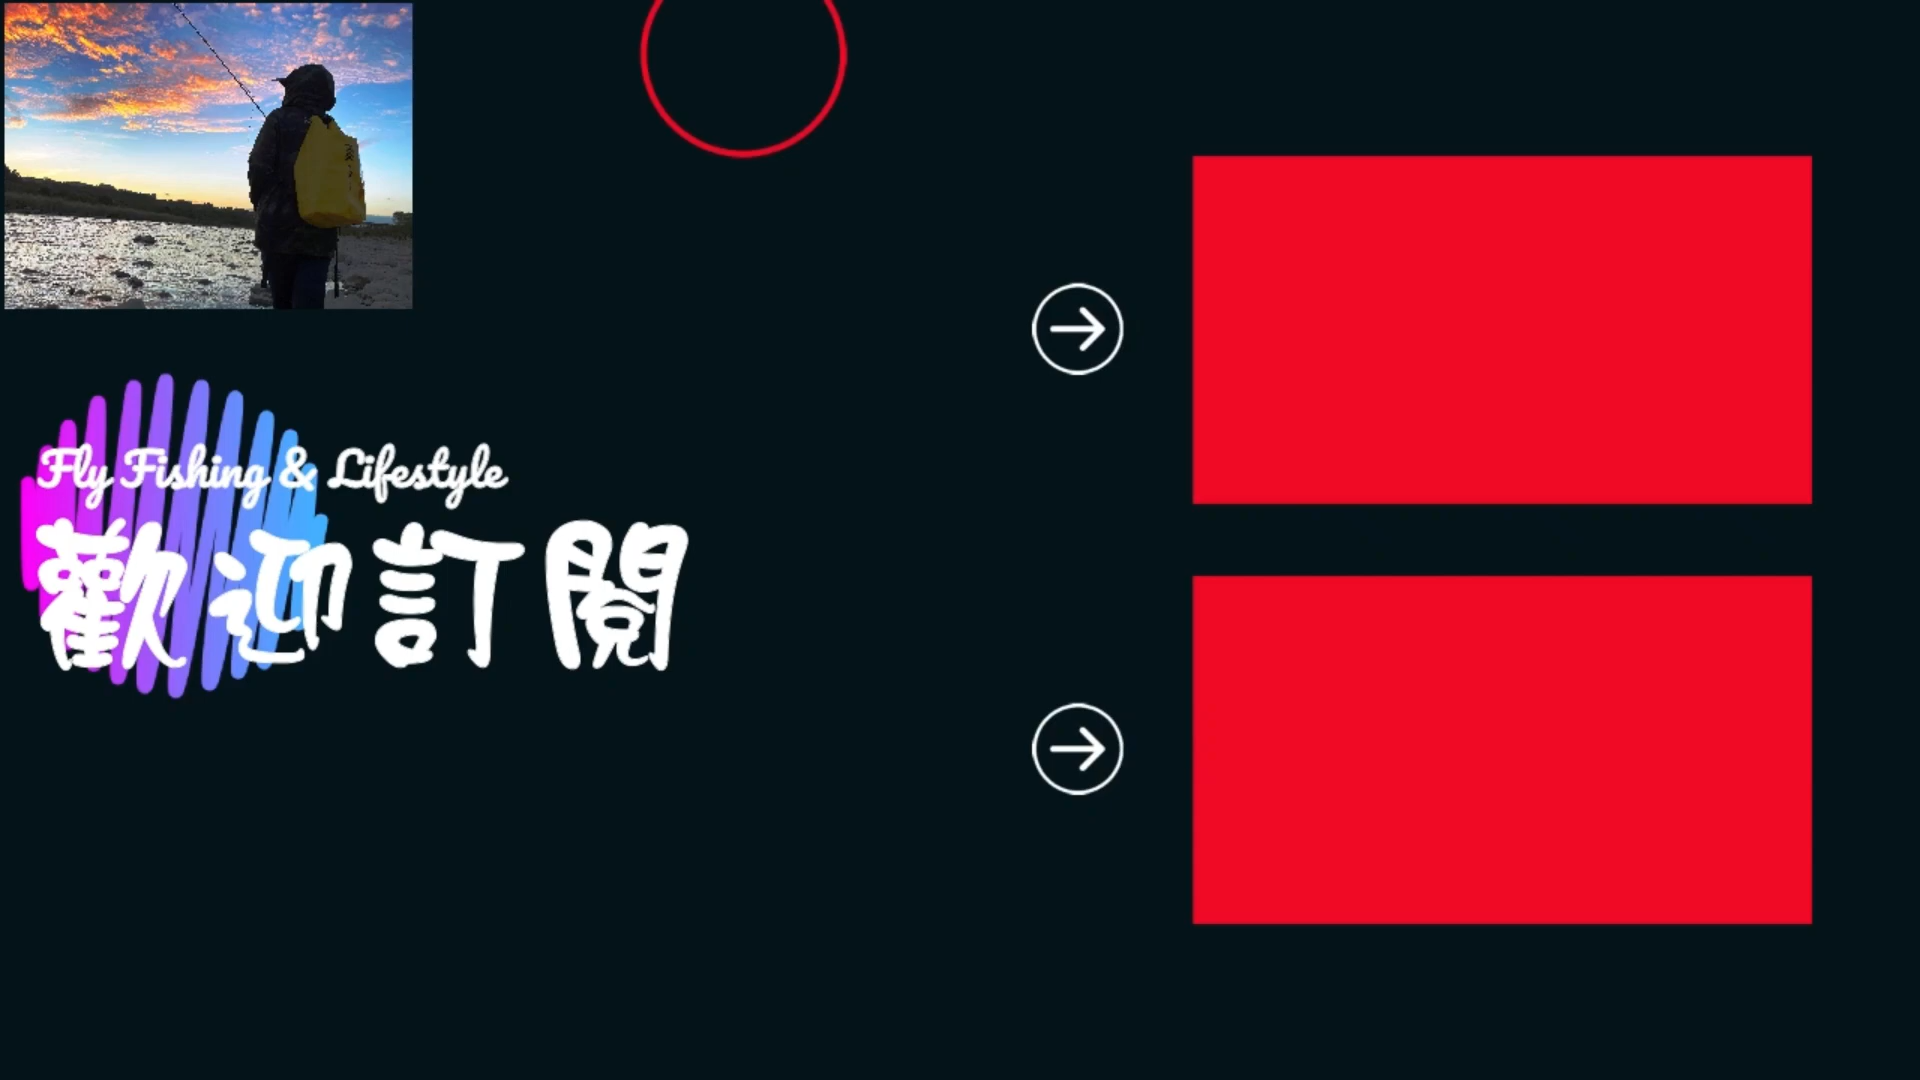 Fly Fishing & Lifestyle
歡迎訂閱